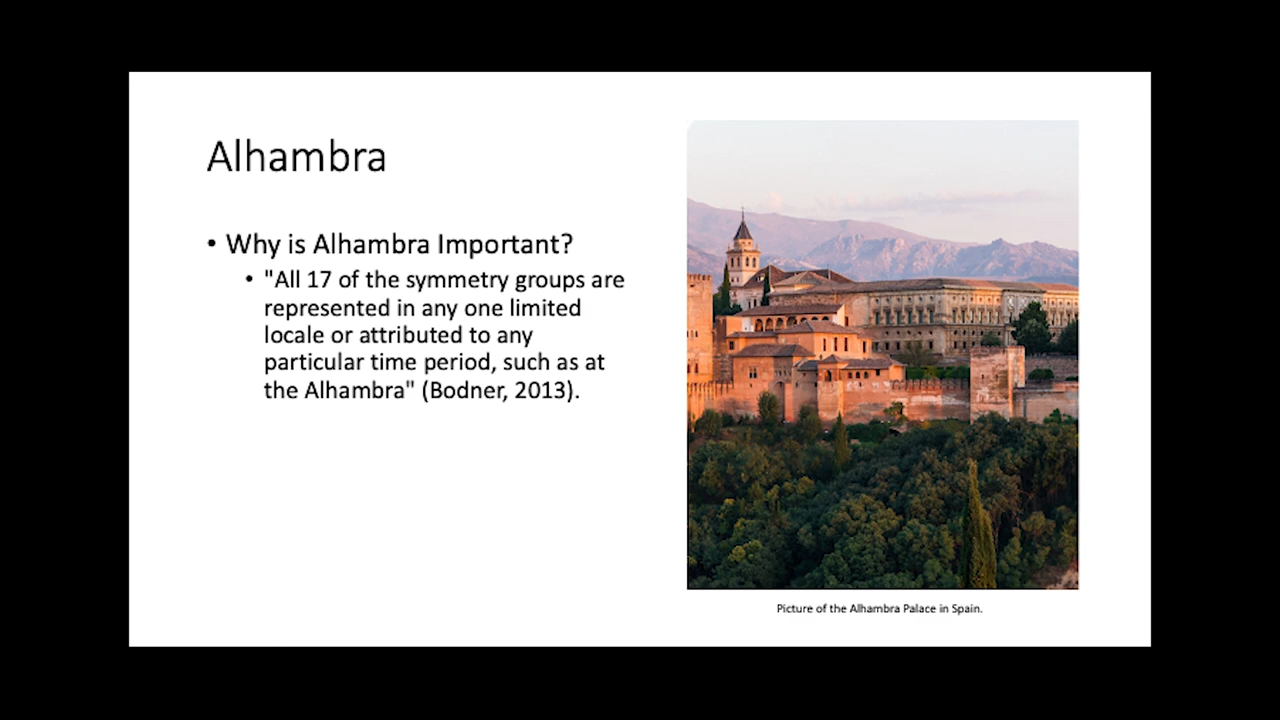 Alhambra
• Why is Alhambra Important?
• "All 17 of the symmetry groups are
represented in any one limited
locale or attributed to any
particular time period, such as at
the Alhambra" (Bodner, 2013).
Picture of the Alhambra Palace in Spain.